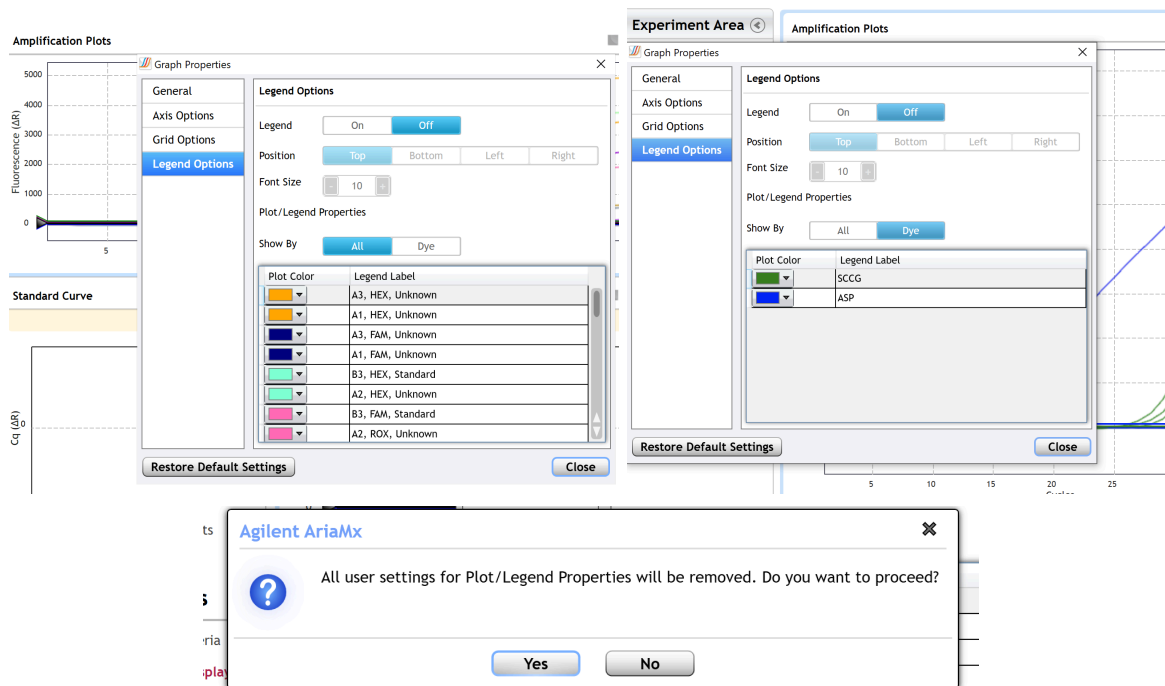 Amplification Plots
5000
4000
3000
2000
1000
0
Fluorescence (ΔR)
5
Standard Curve
Cq (ΔR)
0
Graph Properties
General
Axis Options
Grid Options
Legend Options
Legend Options
Legend On Off
Position Top Bottom Left Right
Font Size - 10 +
Plot/Legend Properties
Show By All Dye
Plot Color Legend Label
A3, HEX, Unknown
A1, HEX, Unknown
A3, FAM, Unknown
A1, FAM, Unknown
B3, HEX, Standard
A2, HEX, Unknown
B3, FAM, Standard
A2, ROX, Unknown
Restore Default Settings Close
Experiment Area
Amplification Plots
Graph Properties
General
Axis Options
Grid Options
Legend Options
Legend Options
Legend On Off
Position Top Bottom Left Right
Font Size - 10 +
Plot/Legend Properties
Show By All Dye
Plot Color Legend Label
SCCG
ASP
Restore Default Settings Close
5 10 15 20 25
ts
s
ria
splay
Agilent AriaMx
?
All user settings for Plot/Legend Properties will be removed. Do you want to proceed?
Yes No